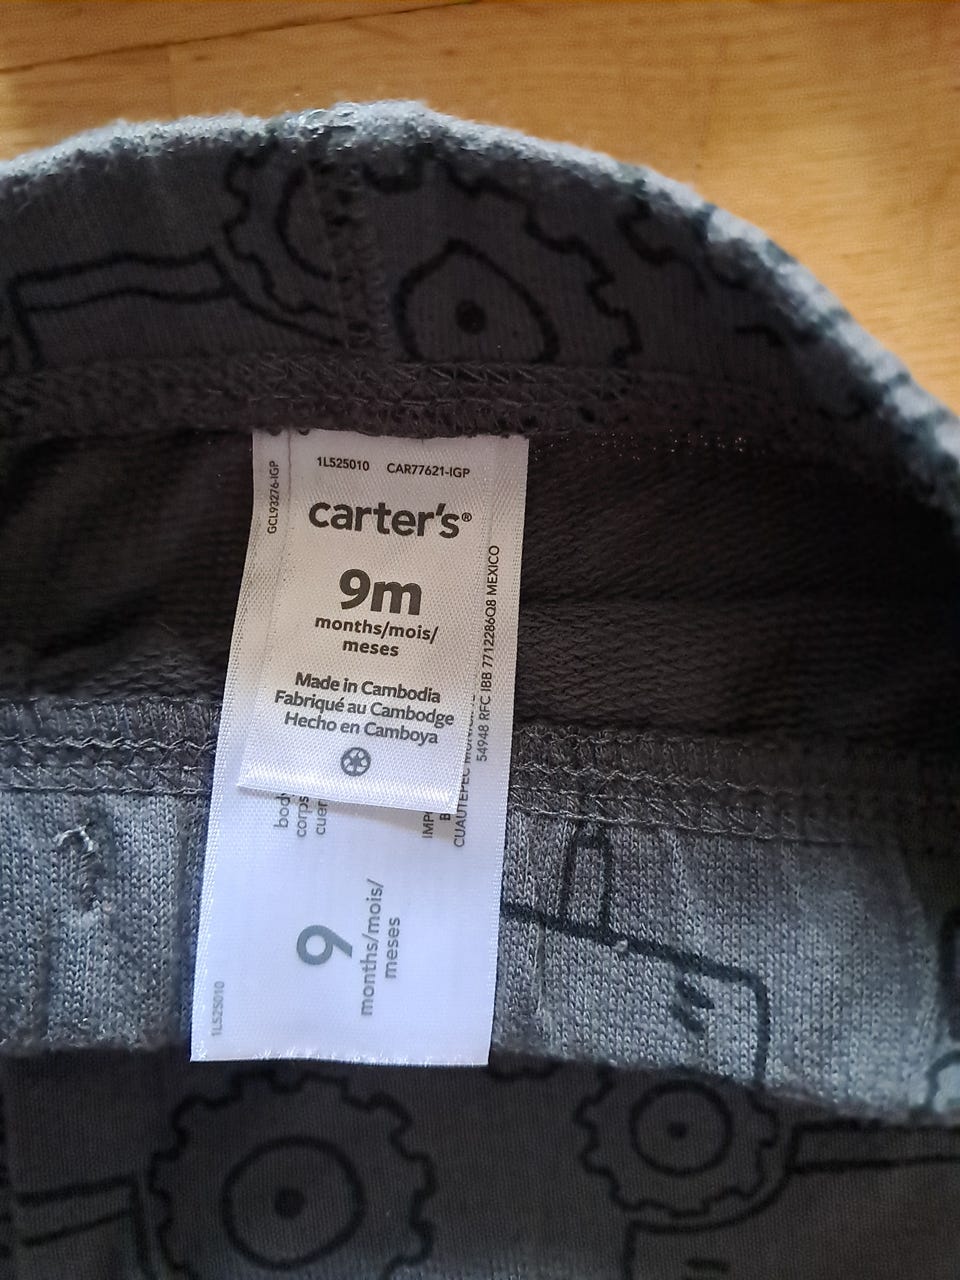 1L525010 CAR77621-IGP
GCL93276-IGP
carter's®
9m
months/mois/
meses
Made in Cambodia
Fabriqué au Cambodge
Hecho en Camboya
54948 RFC IBB 7712286Q8 MEXICO
CUAUTEPEC
9
months/mois/
meses
1L525010